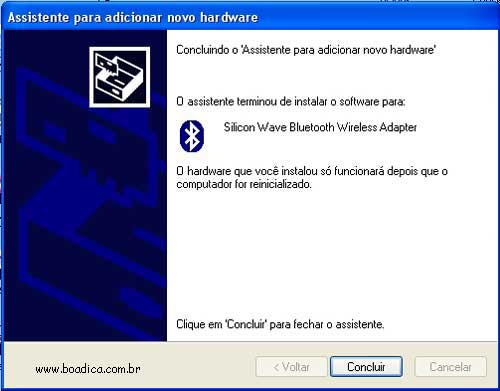 Assistente para adicionar novo hardware
Concluindo o 'Assistente para adicionar novo hardware'
O assistente terminou de instalar o software para:
Silicon Wave Bluetooth Wireless Adapter
O hardware que você instalou só funcionará depois que o
computador for reinicializado.
Clique em 'Concluir' para fechar o assistente.
www.boadica.com.br
< Voltar
Concluir
Cancelar